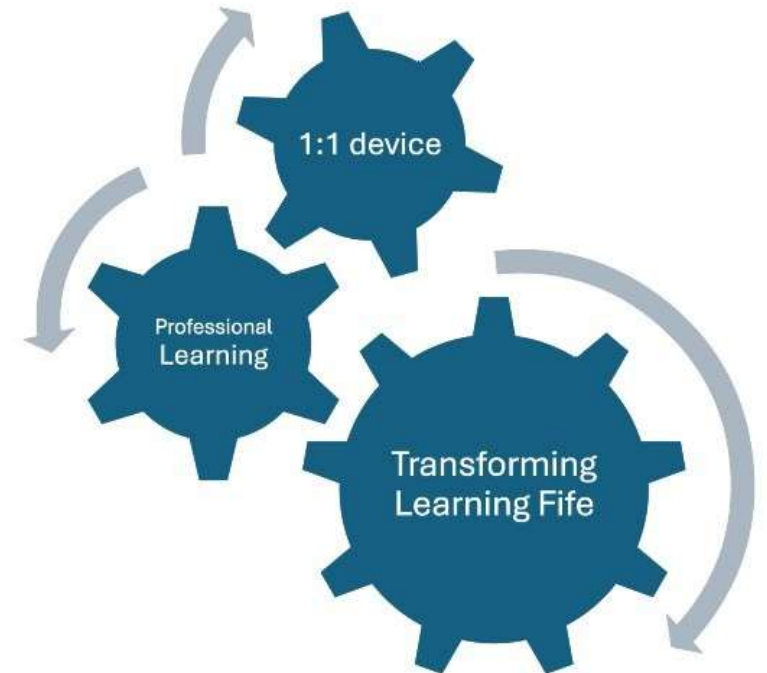 1:1 device
Professional
Learning
Transforming
Learning Fife